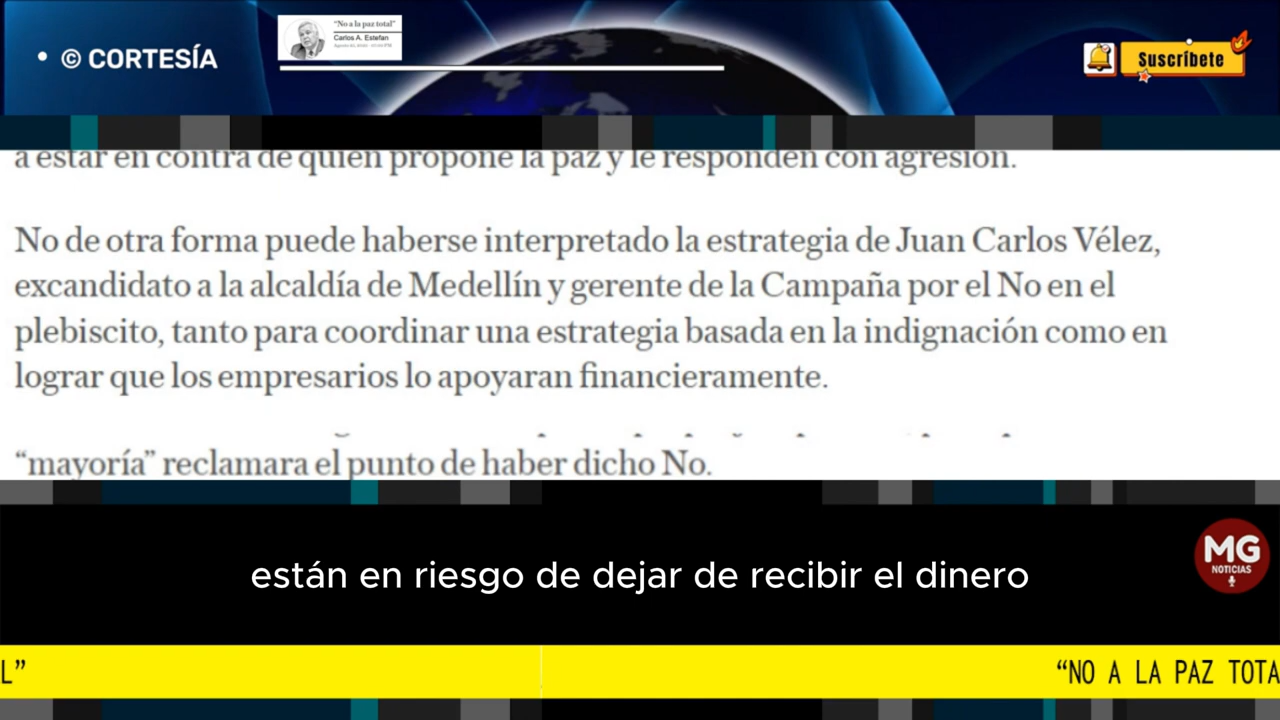 • © CORTESÍA
“No a la paz total”
Carlos A. Estefan
Suscríbete
a estar en contra de quien propone la paz y le responden con agresión.
No de otra forma puede haberse interpretado la estrategia de Juan Carlos Vélez,
excandidato a la alcaldía de Medellín y gerente de la Campaña por el No en el
plebiscito, tanto para coordinar una estrategia basada en la indignación como en
lograr que los empresarios lo apoyaran financieramente.
“mayoría” reclamara el punto de haber dicho No.
están en riesgo de dejar de recibir el dinero
MG
NOTICIAS
L” “NO A LA PAZ TOTA